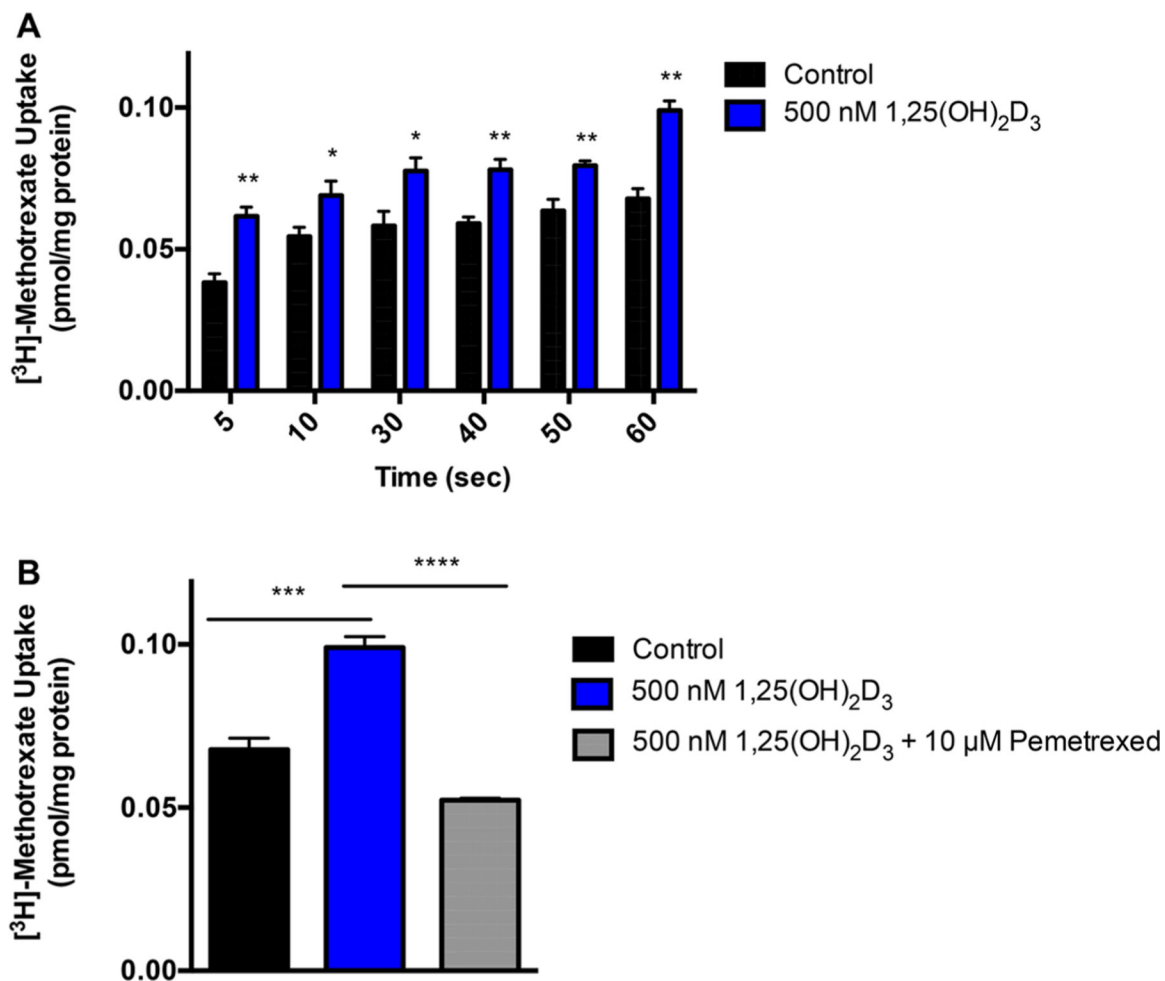 A
[³H]-Methotrexate Uptake
(pmol/mg protein)
0.10
0.05
0.00
** * * ** ** **
5 10 30 40 50 60
Time (sec)
Control
500 nM 1,25(OH)₂D₃
B
[³H]-Methotrexate Uptake
(pmol/mg protein)
0.10
0.05
0.00
*** ****
Control
500 nM 1,25(OH)₂D₃
500 nM 1,25(OH)₂D₃ + 10 µM Pemetrexed